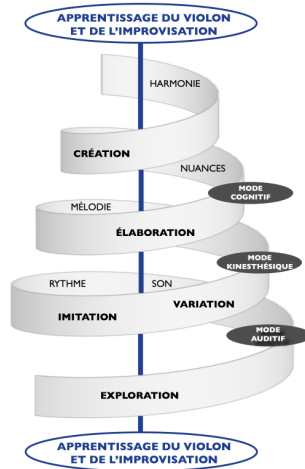 APPRENTISSAGE DU VIOLON
ET DE L'IMPROVISATION
HARMONIE
CRÉATION
NUANCES
MODE
COGNITIF
MÉLODIE
ÉLABORATION
MODE
KINESTHÉSIQUE
RYTHME SON
VARIATION
IMITATION
MODE
AUDITIF
EXPLORATION
APPRENTISSAGE DU VIOLON
ET DE L'IMPROVISATION